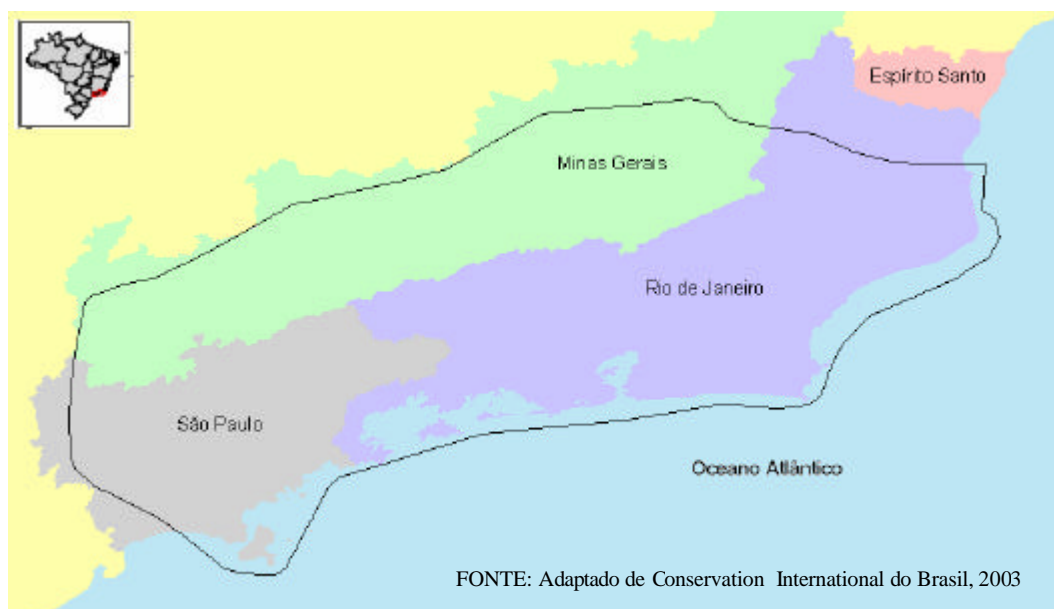 Espírito Santo
Minas Gerais
Rio de Janeiro
São Paulo
Oceano Atlântico
FONTE: Adaptado de Conservation International do Brasil, 2003